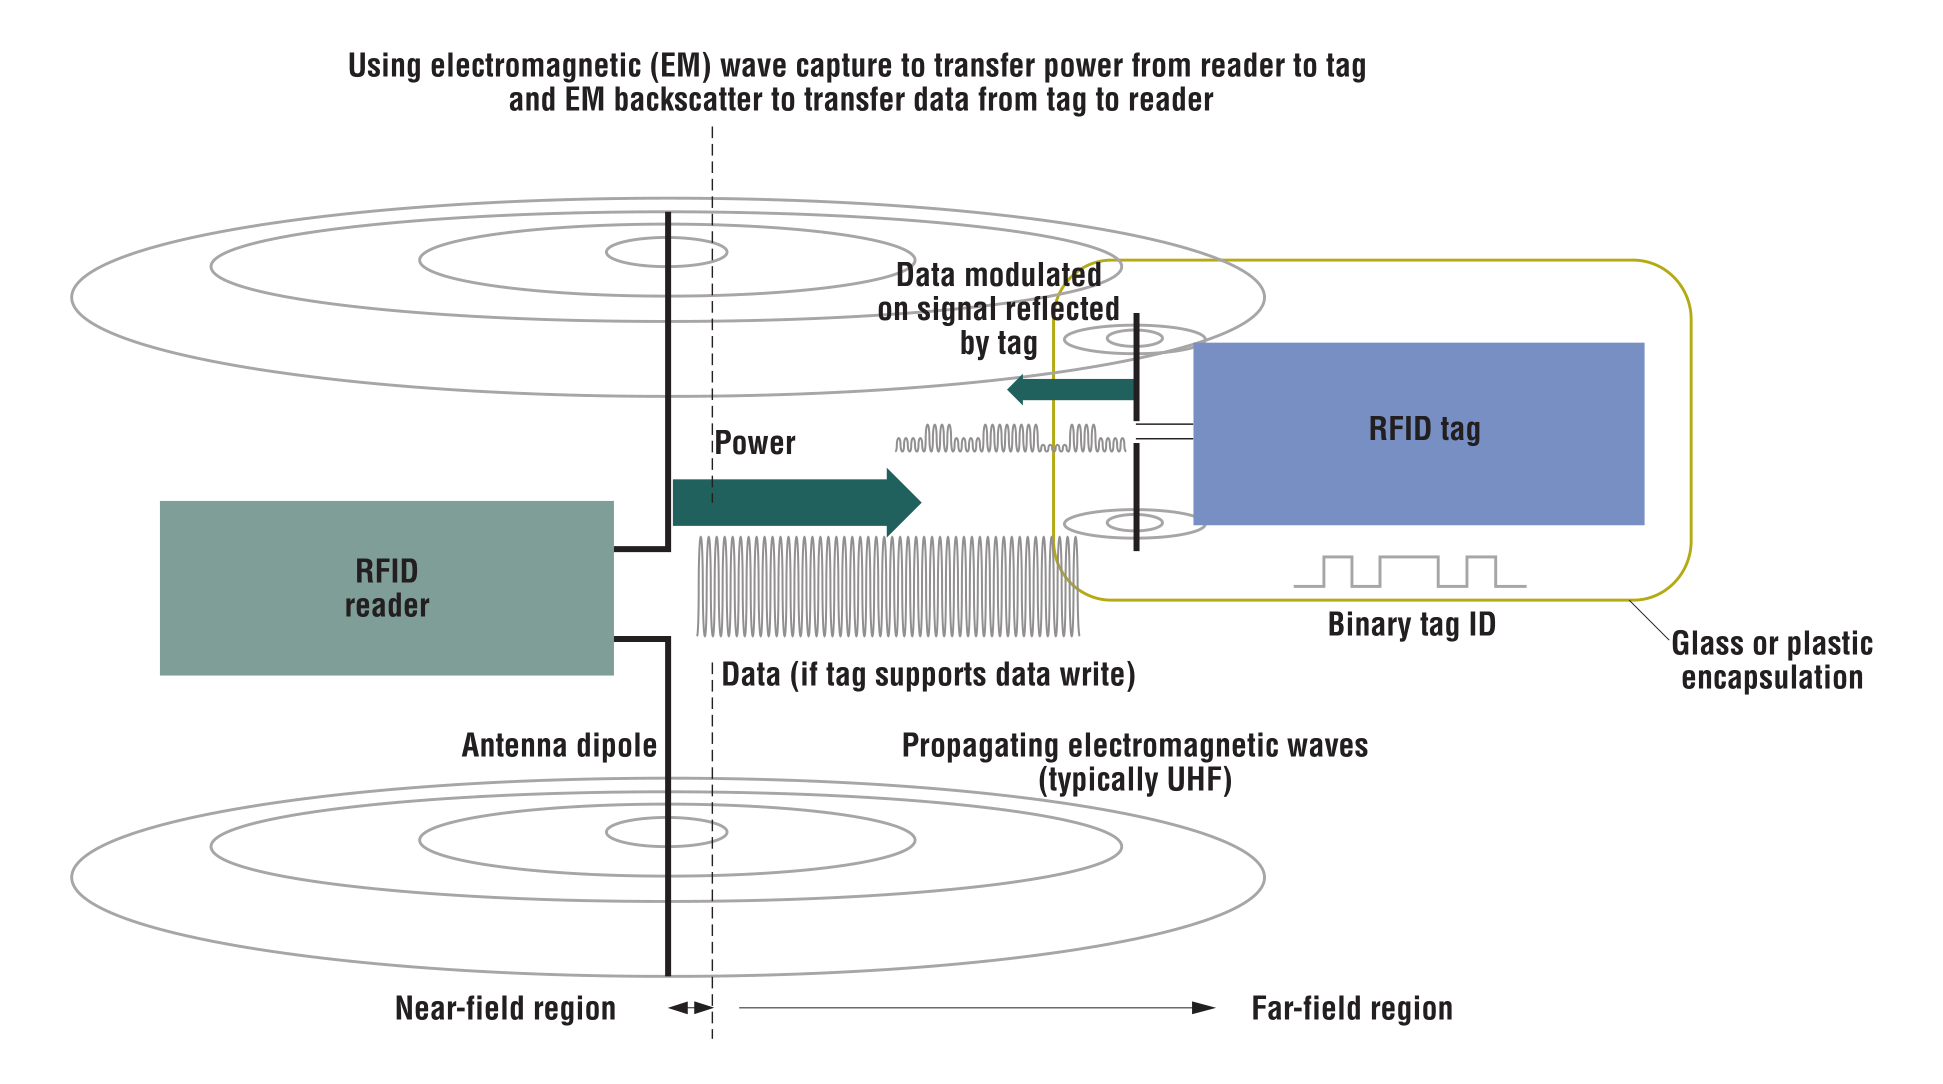 Using electromagnetic (EM) wave capture to transfer power from reader to tag
and EM backscatter to transfer data from tag to reader
Data modulated
on signal reflected
by tag
Power
RFID tag
RFID
reader
Binary tag ID
Glass or plastic
encapsulation
Data (if tag supports data write)
Antenna dipole
Propagating electromagnetic waves
(typically UHF)
Near-field region
Far-field region